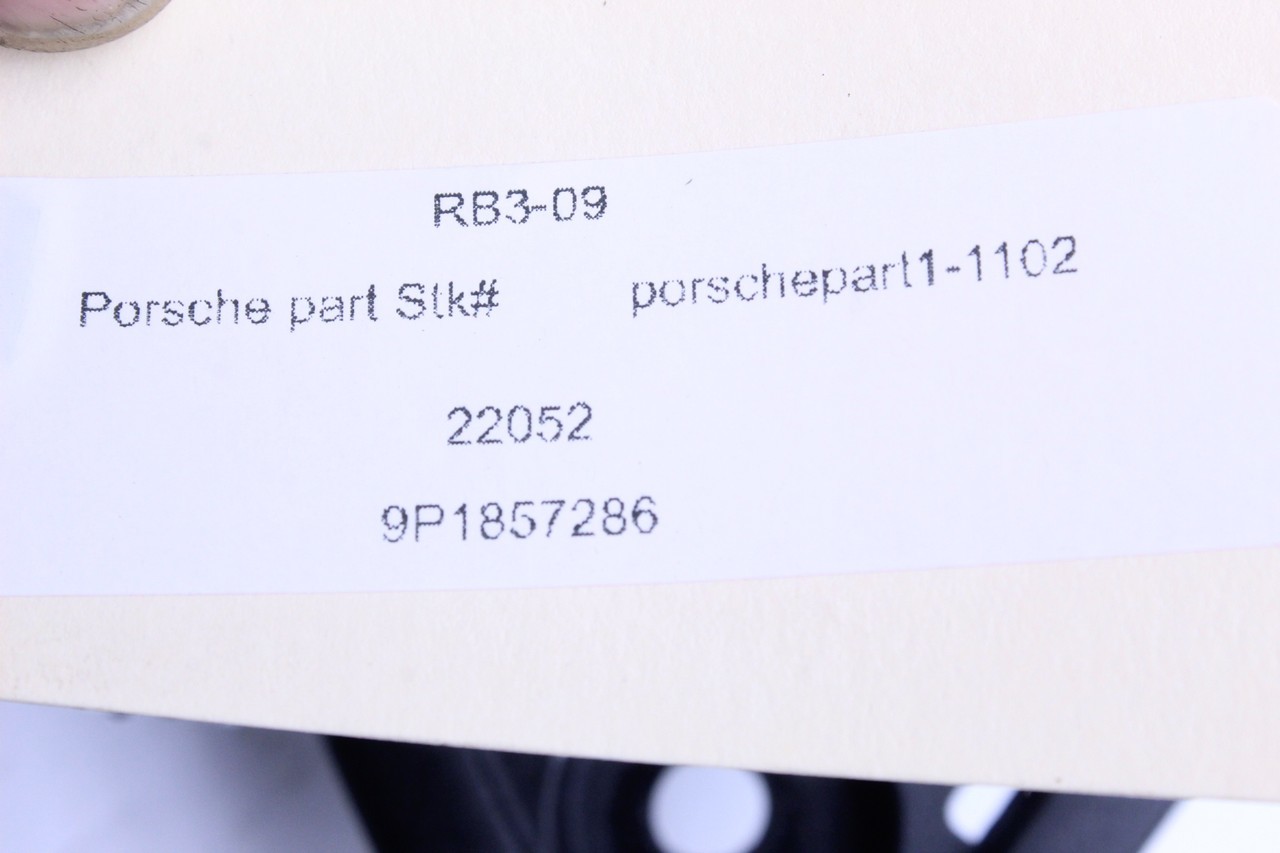 RB3-09
Porsche part Stk# porschepart1-1102
22052
9P1857286